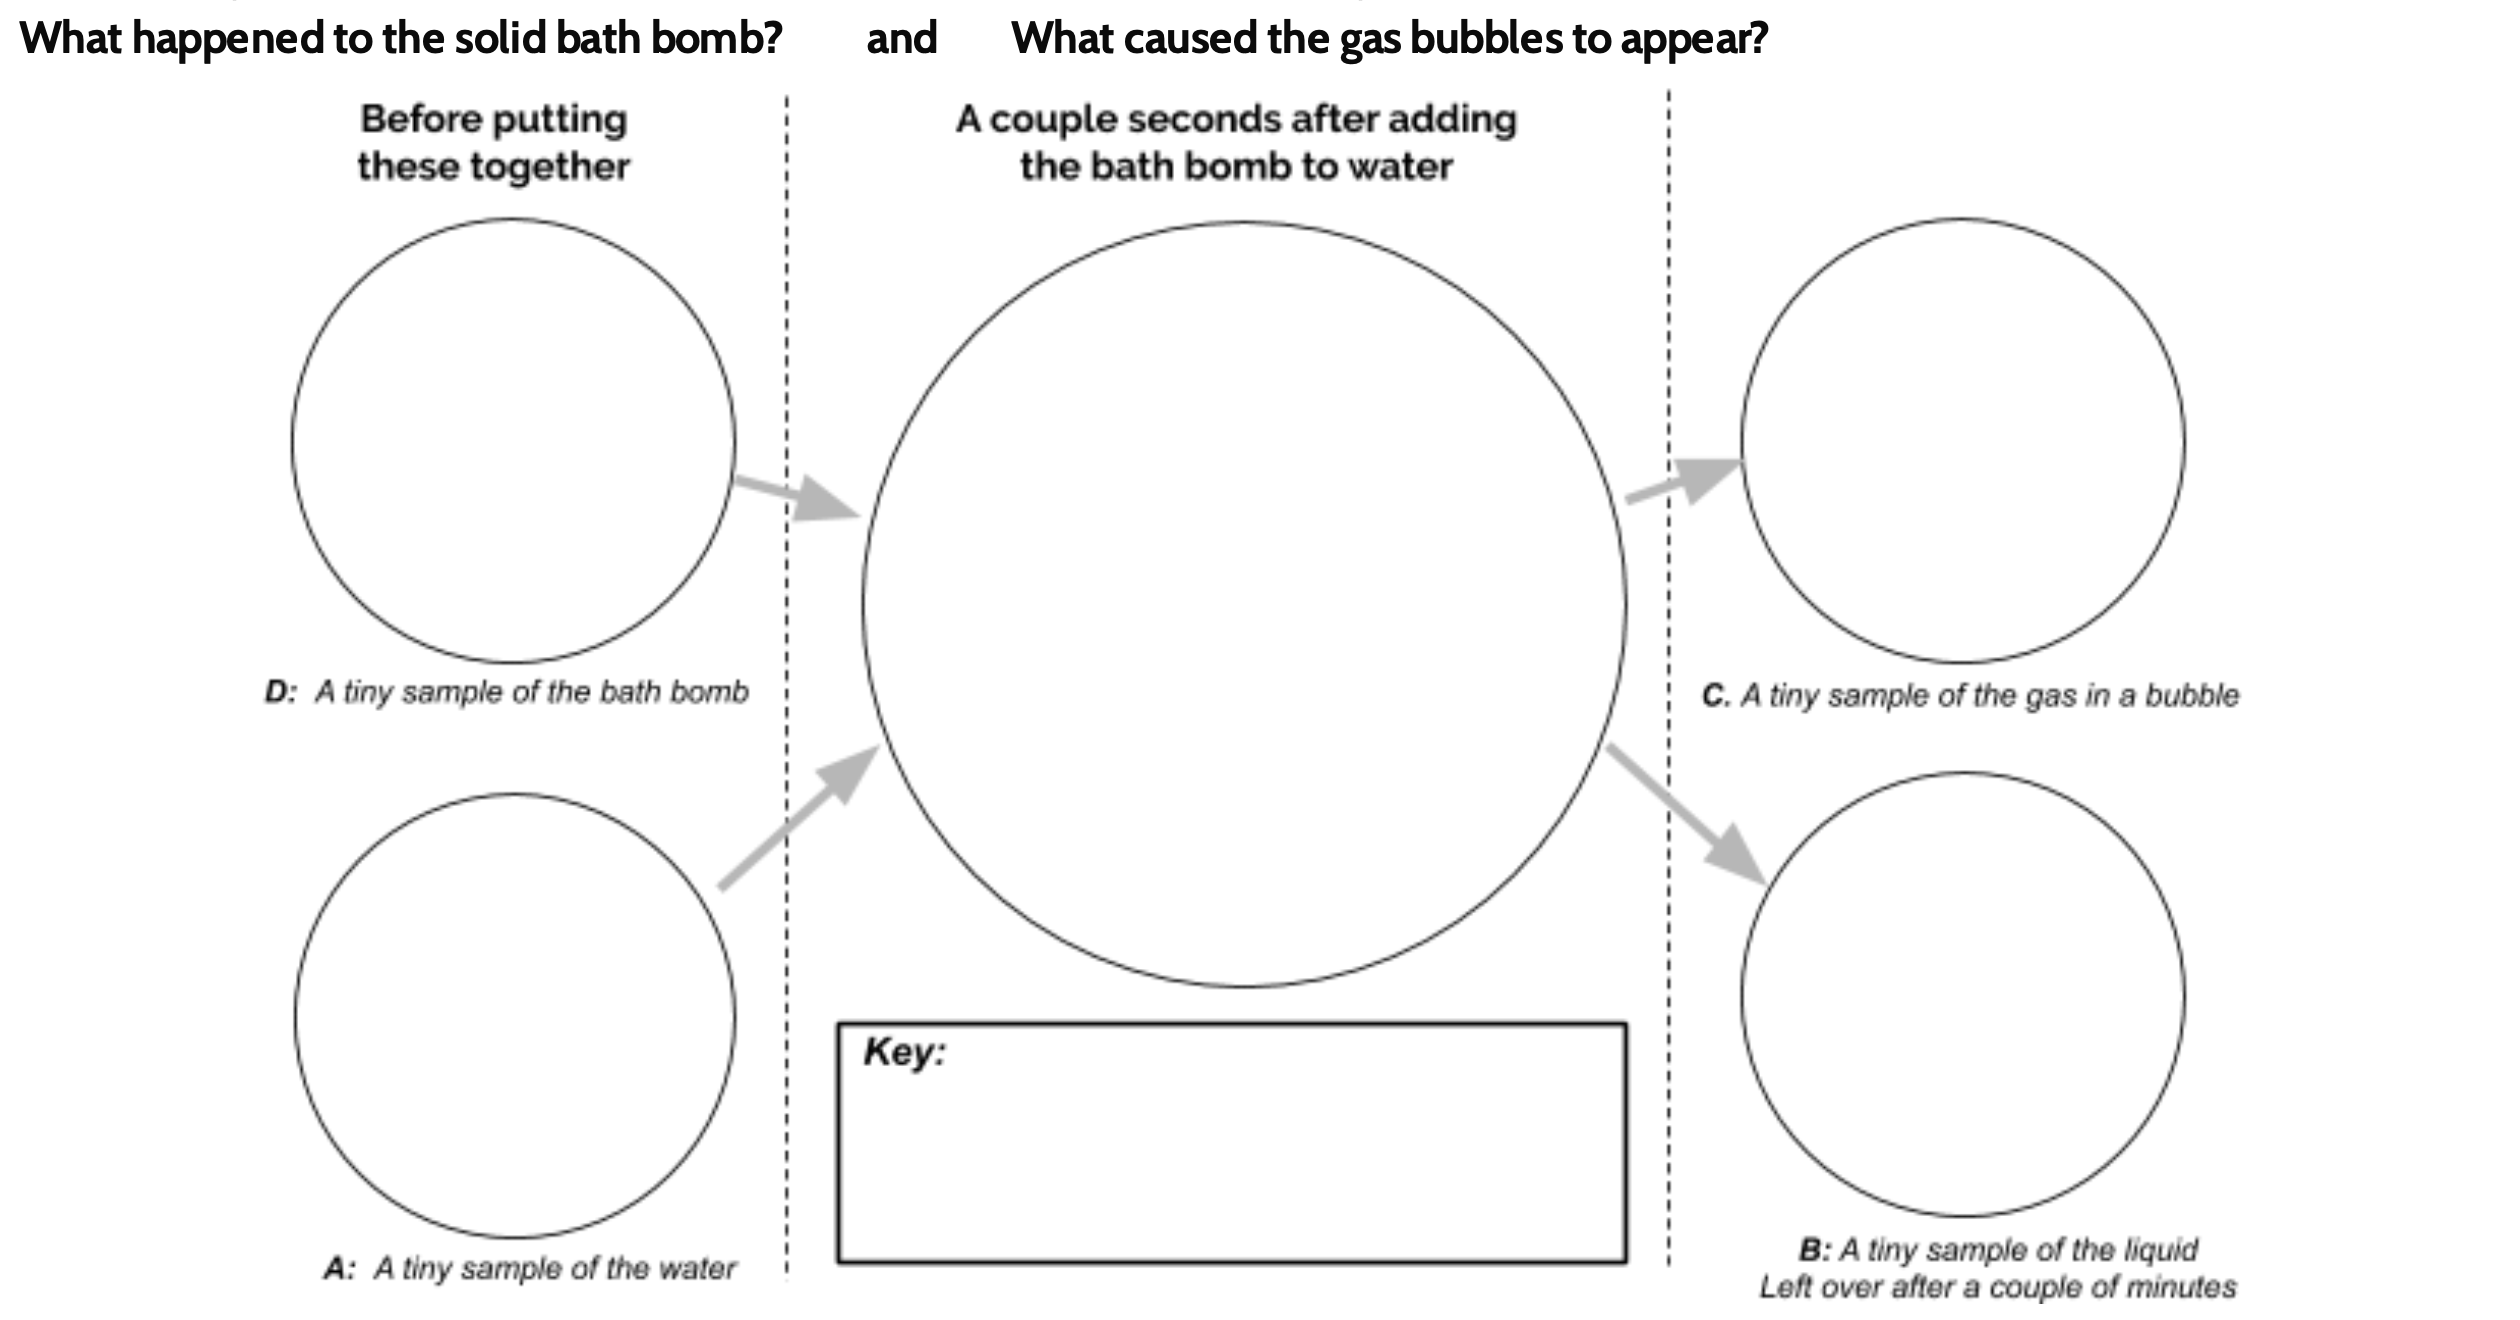 What happened to the solid bath bomb? and What caused the gas bubbles to appear?
Before putting
these together
A couple seconds after adding
the bath bomb to water
D: A tiny sample of the bath bomb
C. A tiny sample of the gas in a bubble
Key:
A: A tiny sample of the water
B: A tiny sample of the liquid
Left over after a couple of minutes